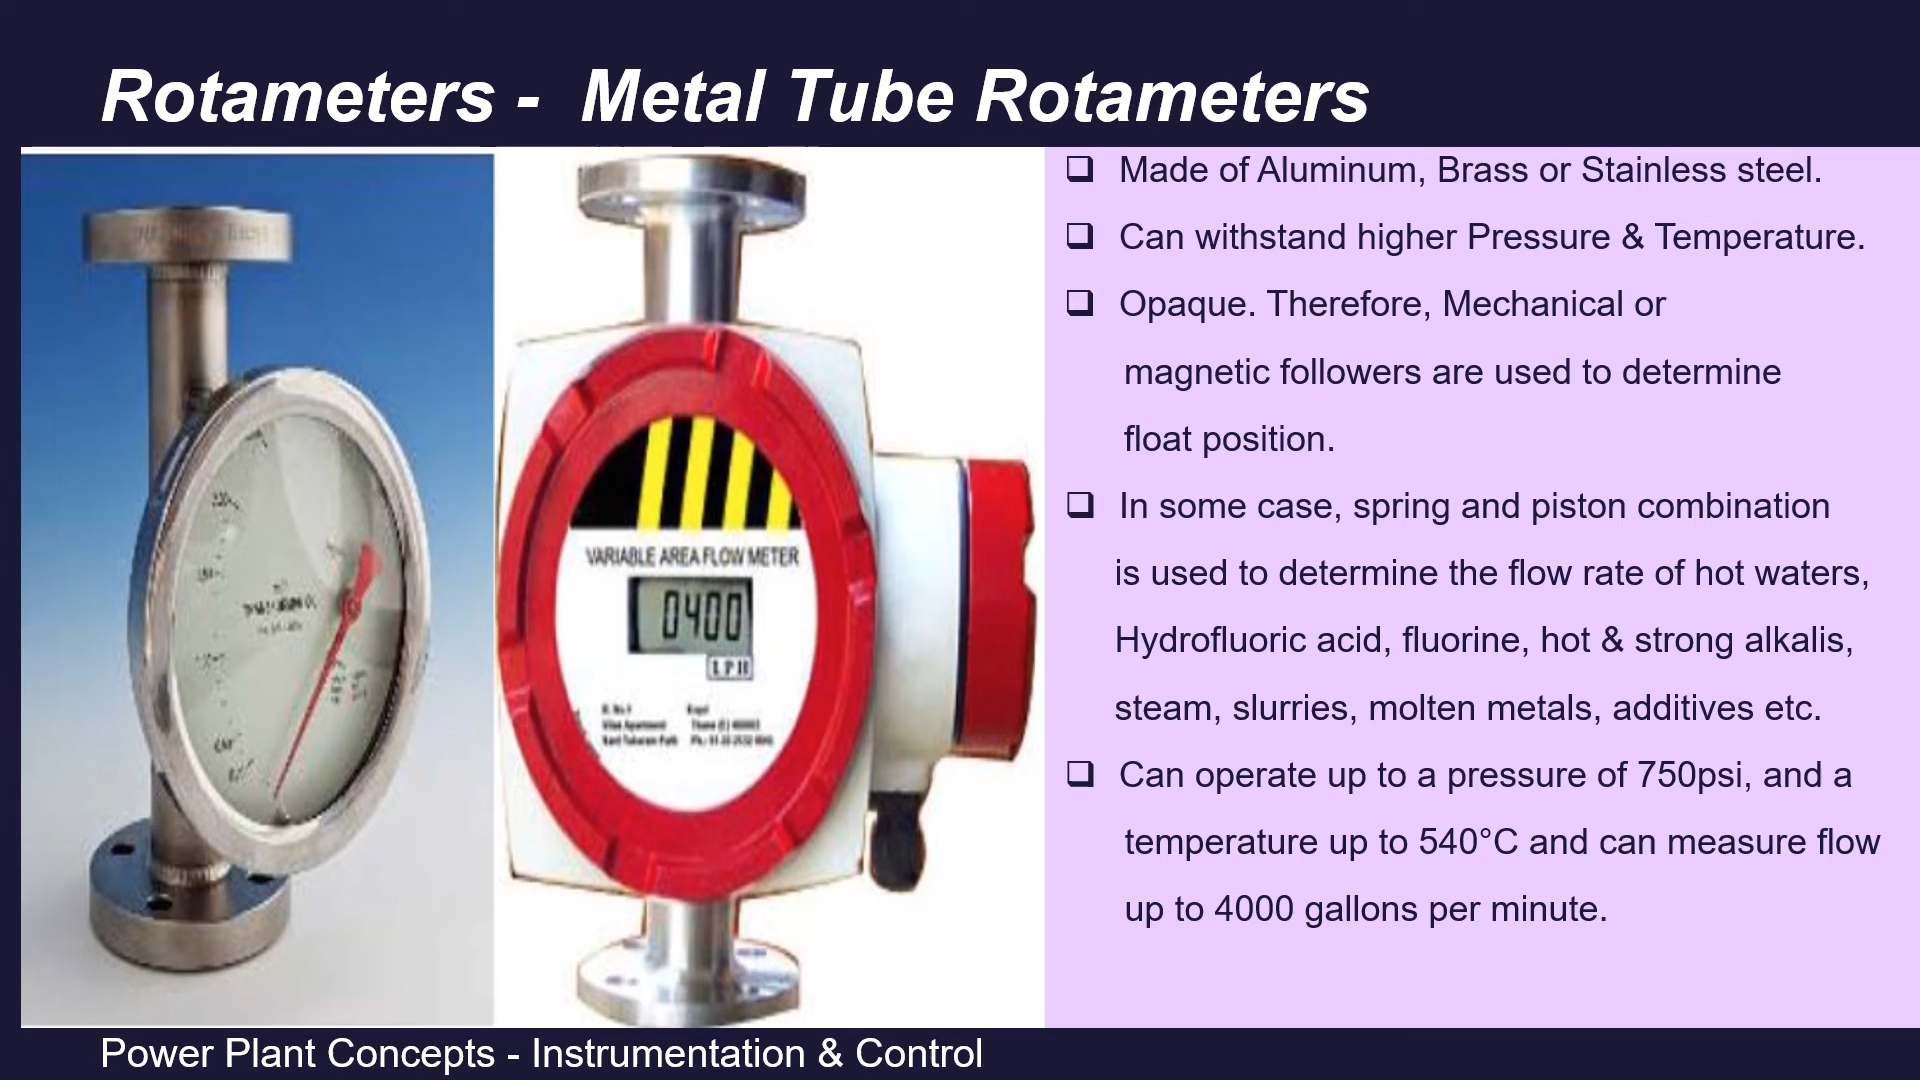 Rotameters - Metal Tube Rotameters
VARIABLE AREA FLOW METER
0400
LPH
❑ Made of Aluminum, Brass or Stainless steel.
❑ Can withstand higher Pressure & Temperature.
❑ Opaque. Therefore, Mechanical or
magnetic followers are used to determine
float position.
❑ In some case, spring and piston combination
is used to determine the flow rate of hot waters,
Hydrofluoric acid, fluorine, hot & strong alkalis,
steam, slurries, molten metals, additives etc.
❑ Can operate up to a pressure of 750psi, and a
temperature up to 540°C and can measure flow
up to 4000 gallons per minute.
Power Plant Concepts - Instrumentation & Control